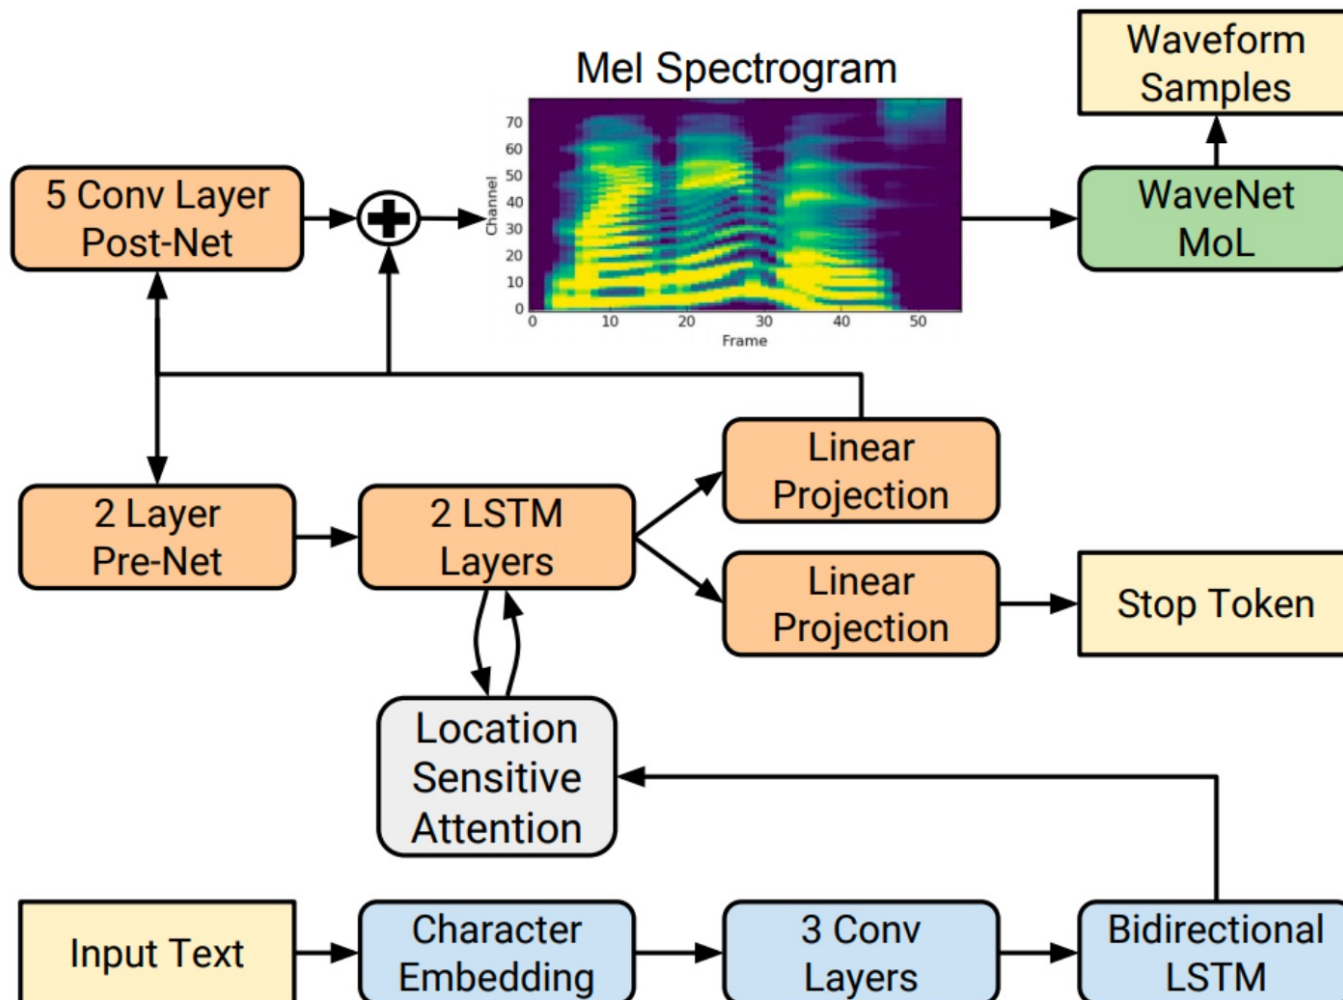 Waveform
Samples
Mel Spectrogram
5 Conv Layer
Post-Net
Channel
70
60
50
40
30
20
10
0
0 10 20 30 40 50
Frame
WaveNet
MoL
Linear
Projection
2 Layer
Pre-Net
2 LSTM
Layers
Linear
Projection
Stop Token
Location
Sensitive
Attention
Input Text
Character
Embedding
3 Conv
Layers
Bidirectional
LSTM